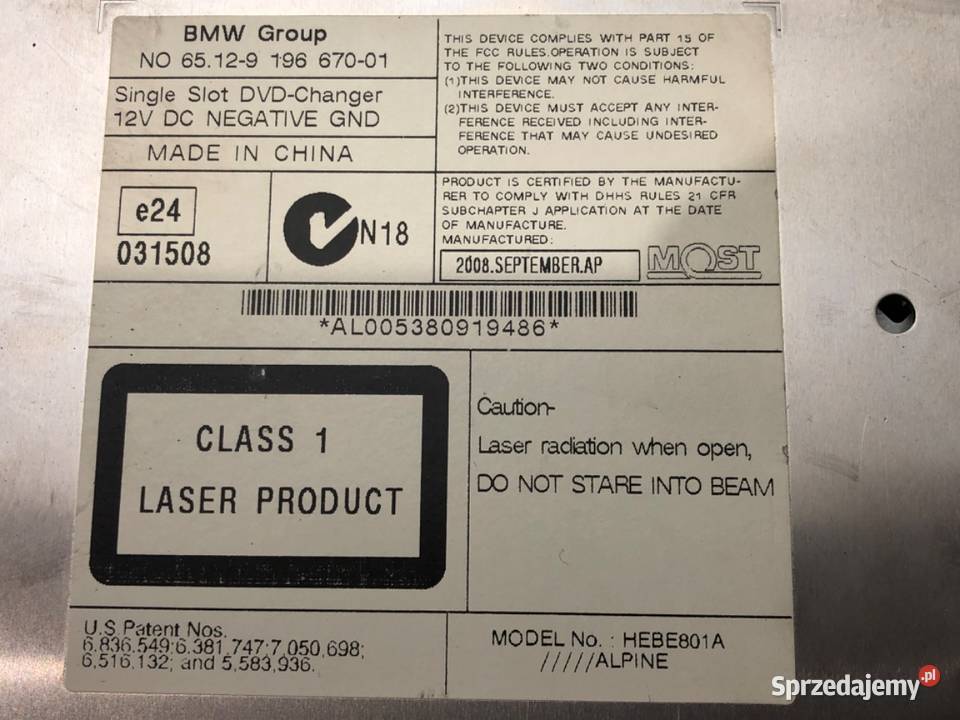 BMW Group
NO 65.12-9 196 670-01
Single Slot DVD-Changer
12V DC NEGATIVE GND
MADE IN CHINA
THIS DEVICE COMPLIES WITH PART 15 OF
THE FCC RULES.OPERATION IS SUBJECT
TO THE FOLLOWING TWO CONDITIONS:
(1)THIS DEVICE MAY NOT CAUSE HARMFUL
INTERFERENCE.
(2)THIS DEVICE MUST ACCEPT ANY INTER-
FERENCE RECEIVED INCLUDING INTER-
FERENCE THAT MAY CAUSE UNDESIRED
OPERATION.
e24
031508
N18
PRODUCT IS CERTIFIED BY THE MANUFACTU-
RER TO COMPLY WITH DHHS RULES 21 CFR
SUBCHAPTER J APPLICATION AT THE DATE
OF MANUFACTURE.
MANUFACTURED:
2008.SEPTEMBER.AP
MOST
*AL005380919486*
CLASS 1
LASER PRODUCT
Caution-
Laser radiation when open,
DO NOT STARE INTO BEAM
U.S.Patent Nos.
6,836,549;6,381,747;7,050,698;
6,516,132; and 5,583,936.
MODEL No. : HEBE801A
/////ALPINE
Sprzedajemy.pl